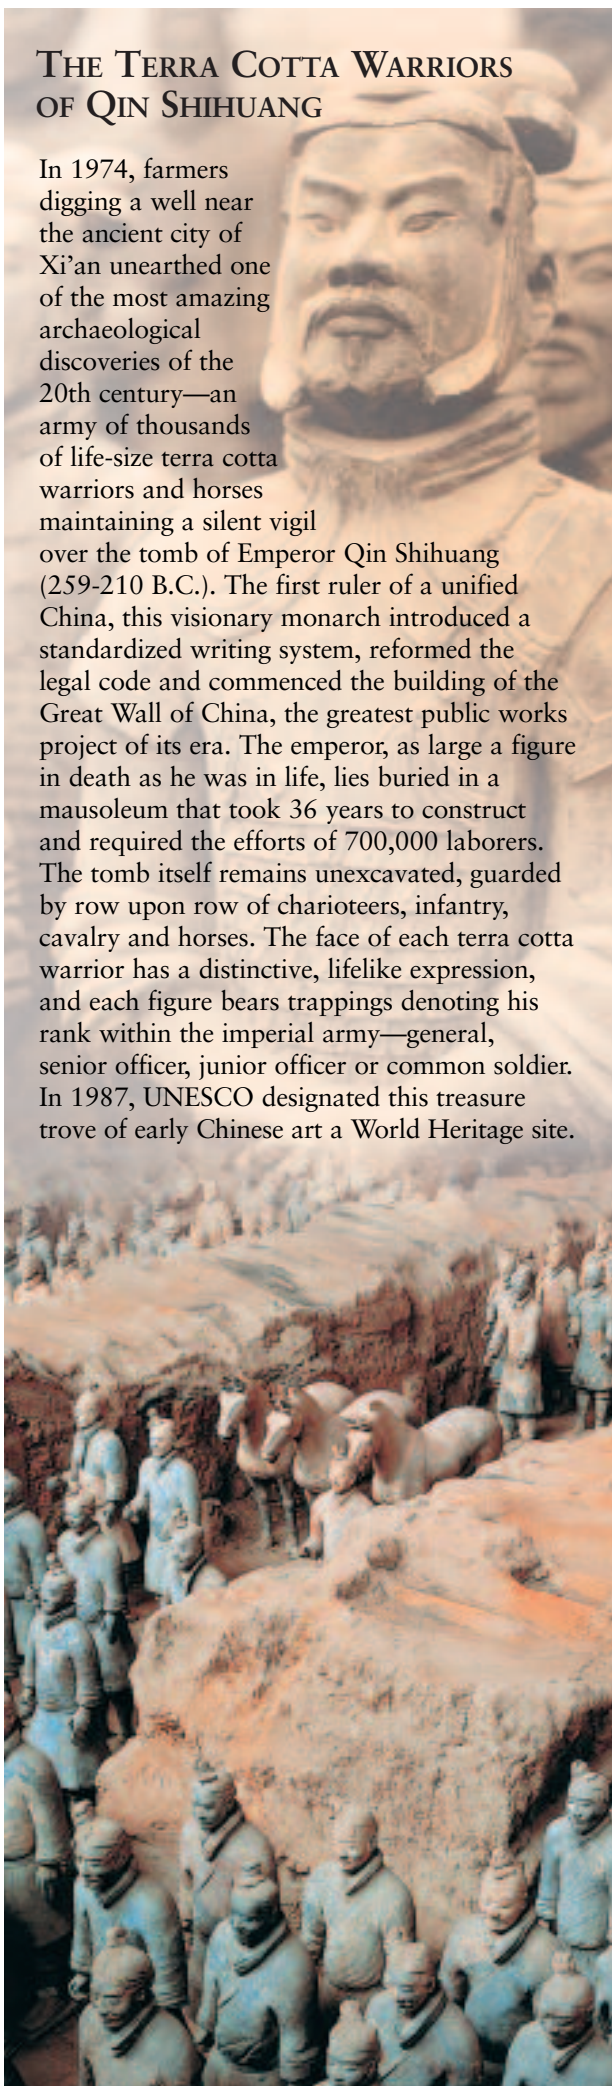 THE TERRA COTTA WARRIORS
OF QIN SHIHUANG
In 1974, farmers
digging a well near
the ancient city of
Xi’an unearthed one
of the most amazing
archaeological
discoveries of the
20th century—an
army of thousands
of life-size terra cotta
warriors and horses
maintaining a silent vigil
over the tomb of Emperor Qin Shihuang
(259-210 B.C.). The first ruler of a unified
China, this visionary monarch introduced a
standardized writing system, reformed the
legal code and commenced the building of the
Great Wall of China, the greatest public works
project of its era. The emperor, as large a figure
in death as he was in life, lies buried in a
mausoleum that took 36 years to construct
and required the efforts of 700,000 laborers.
The tomb itself remains unexcavated, guarded
by row upon row of charioteers, infantry,
cavalry and horses. The face of each terra cotta
warrior has a distinctive, lifelike expression,
and each figure bears trappings denoting his
rank within the imperial army—general,
senior officer, junior officer or common soldier.
In 1987, UNESCO designated this treasure
trove of early Chinese art a World Heritage site.